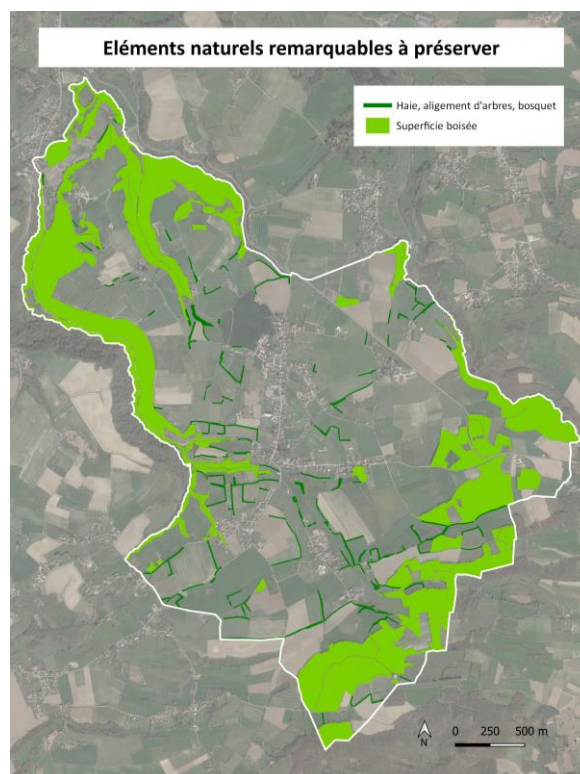 Eléments naturels remarquables à préserver
Haie, aligement d'arbres, bosquet
Superficie boisée
N
0 250 500 m